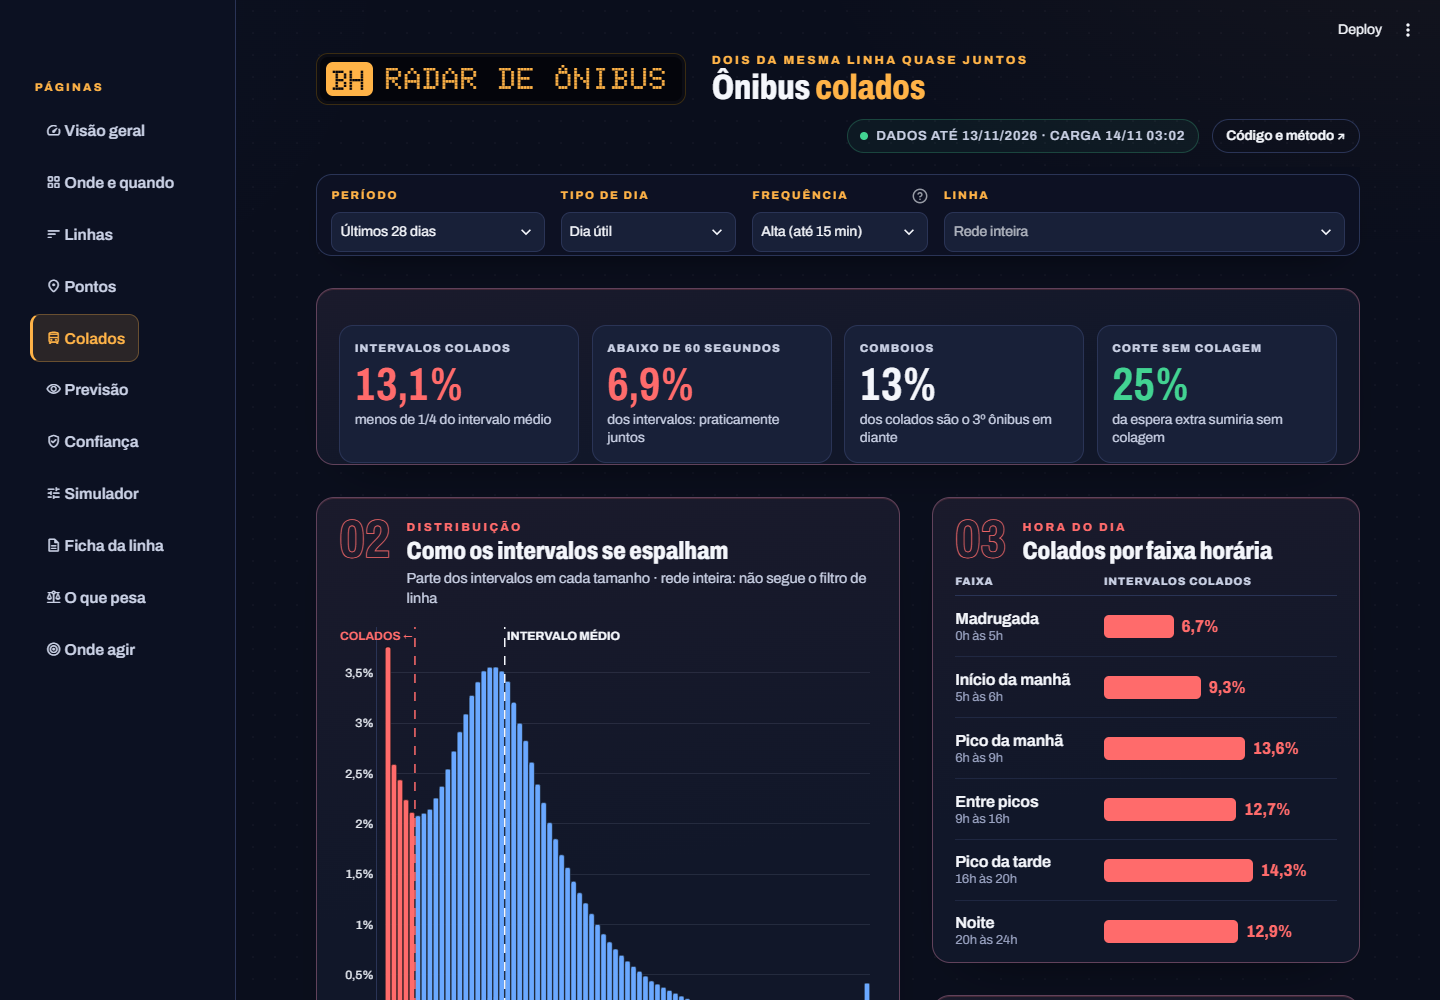 Deploy
BH RADAR DE ÔNIBUS
DOIS DA MESMA LINHA QUASE JUNTOS
Ônibus colados
DADOS ATÉ 13/11/2026 · CARGA 14/11 03:02
Código e método ↗
PÁGINAS
Visão geral
Onde e quando
Linhas
Pontos
Colados
Previsão
Confiança
Simulador
Ficha da linha
O que pesa
Onde agir
PERÍODO
Últimos 28 dias
TIPO DE DIA
Dia útil
FREQUÊNCIA
Alta (até 15 min)
LINHA
Rede inteira
INTERVALOS COLADOS
13,1%
menos de 1/4 do intervalo médio
ABAIXO DE 60 SEGUNDOS
6,9%
dos intervalos: praticamente
juntos
COMBOIOS
13%
dos colados são o 3º ônibus em
diante
CORTE SEM COLAGEM
25%
da espera extra sumiria sem
colagem
02
DISTRIBUIÇÃO
Como os intervalos se espalham
Parte dos intervalos em cada tamanho · rede inteira: não segue o filtro de
linha
COLADOS ←
INTERVALO MÉDIO
3,5%
3%
2,5%
2%
1,5%
1%
0,5%
03
HORA DO DIA
Colados por faixa horária
FAIXA INTERVALOS COLADOS
Madrugada
0h às 5h
6,7%
Início da manhã
5h às 6h
9,3%
Pico da manhã
6h às 9h
13,6%
Entre picos
9h às 16h
12,7%
Pico da tarde
16h às 20h
14,3%
Noite
20h às 24h
12,9%